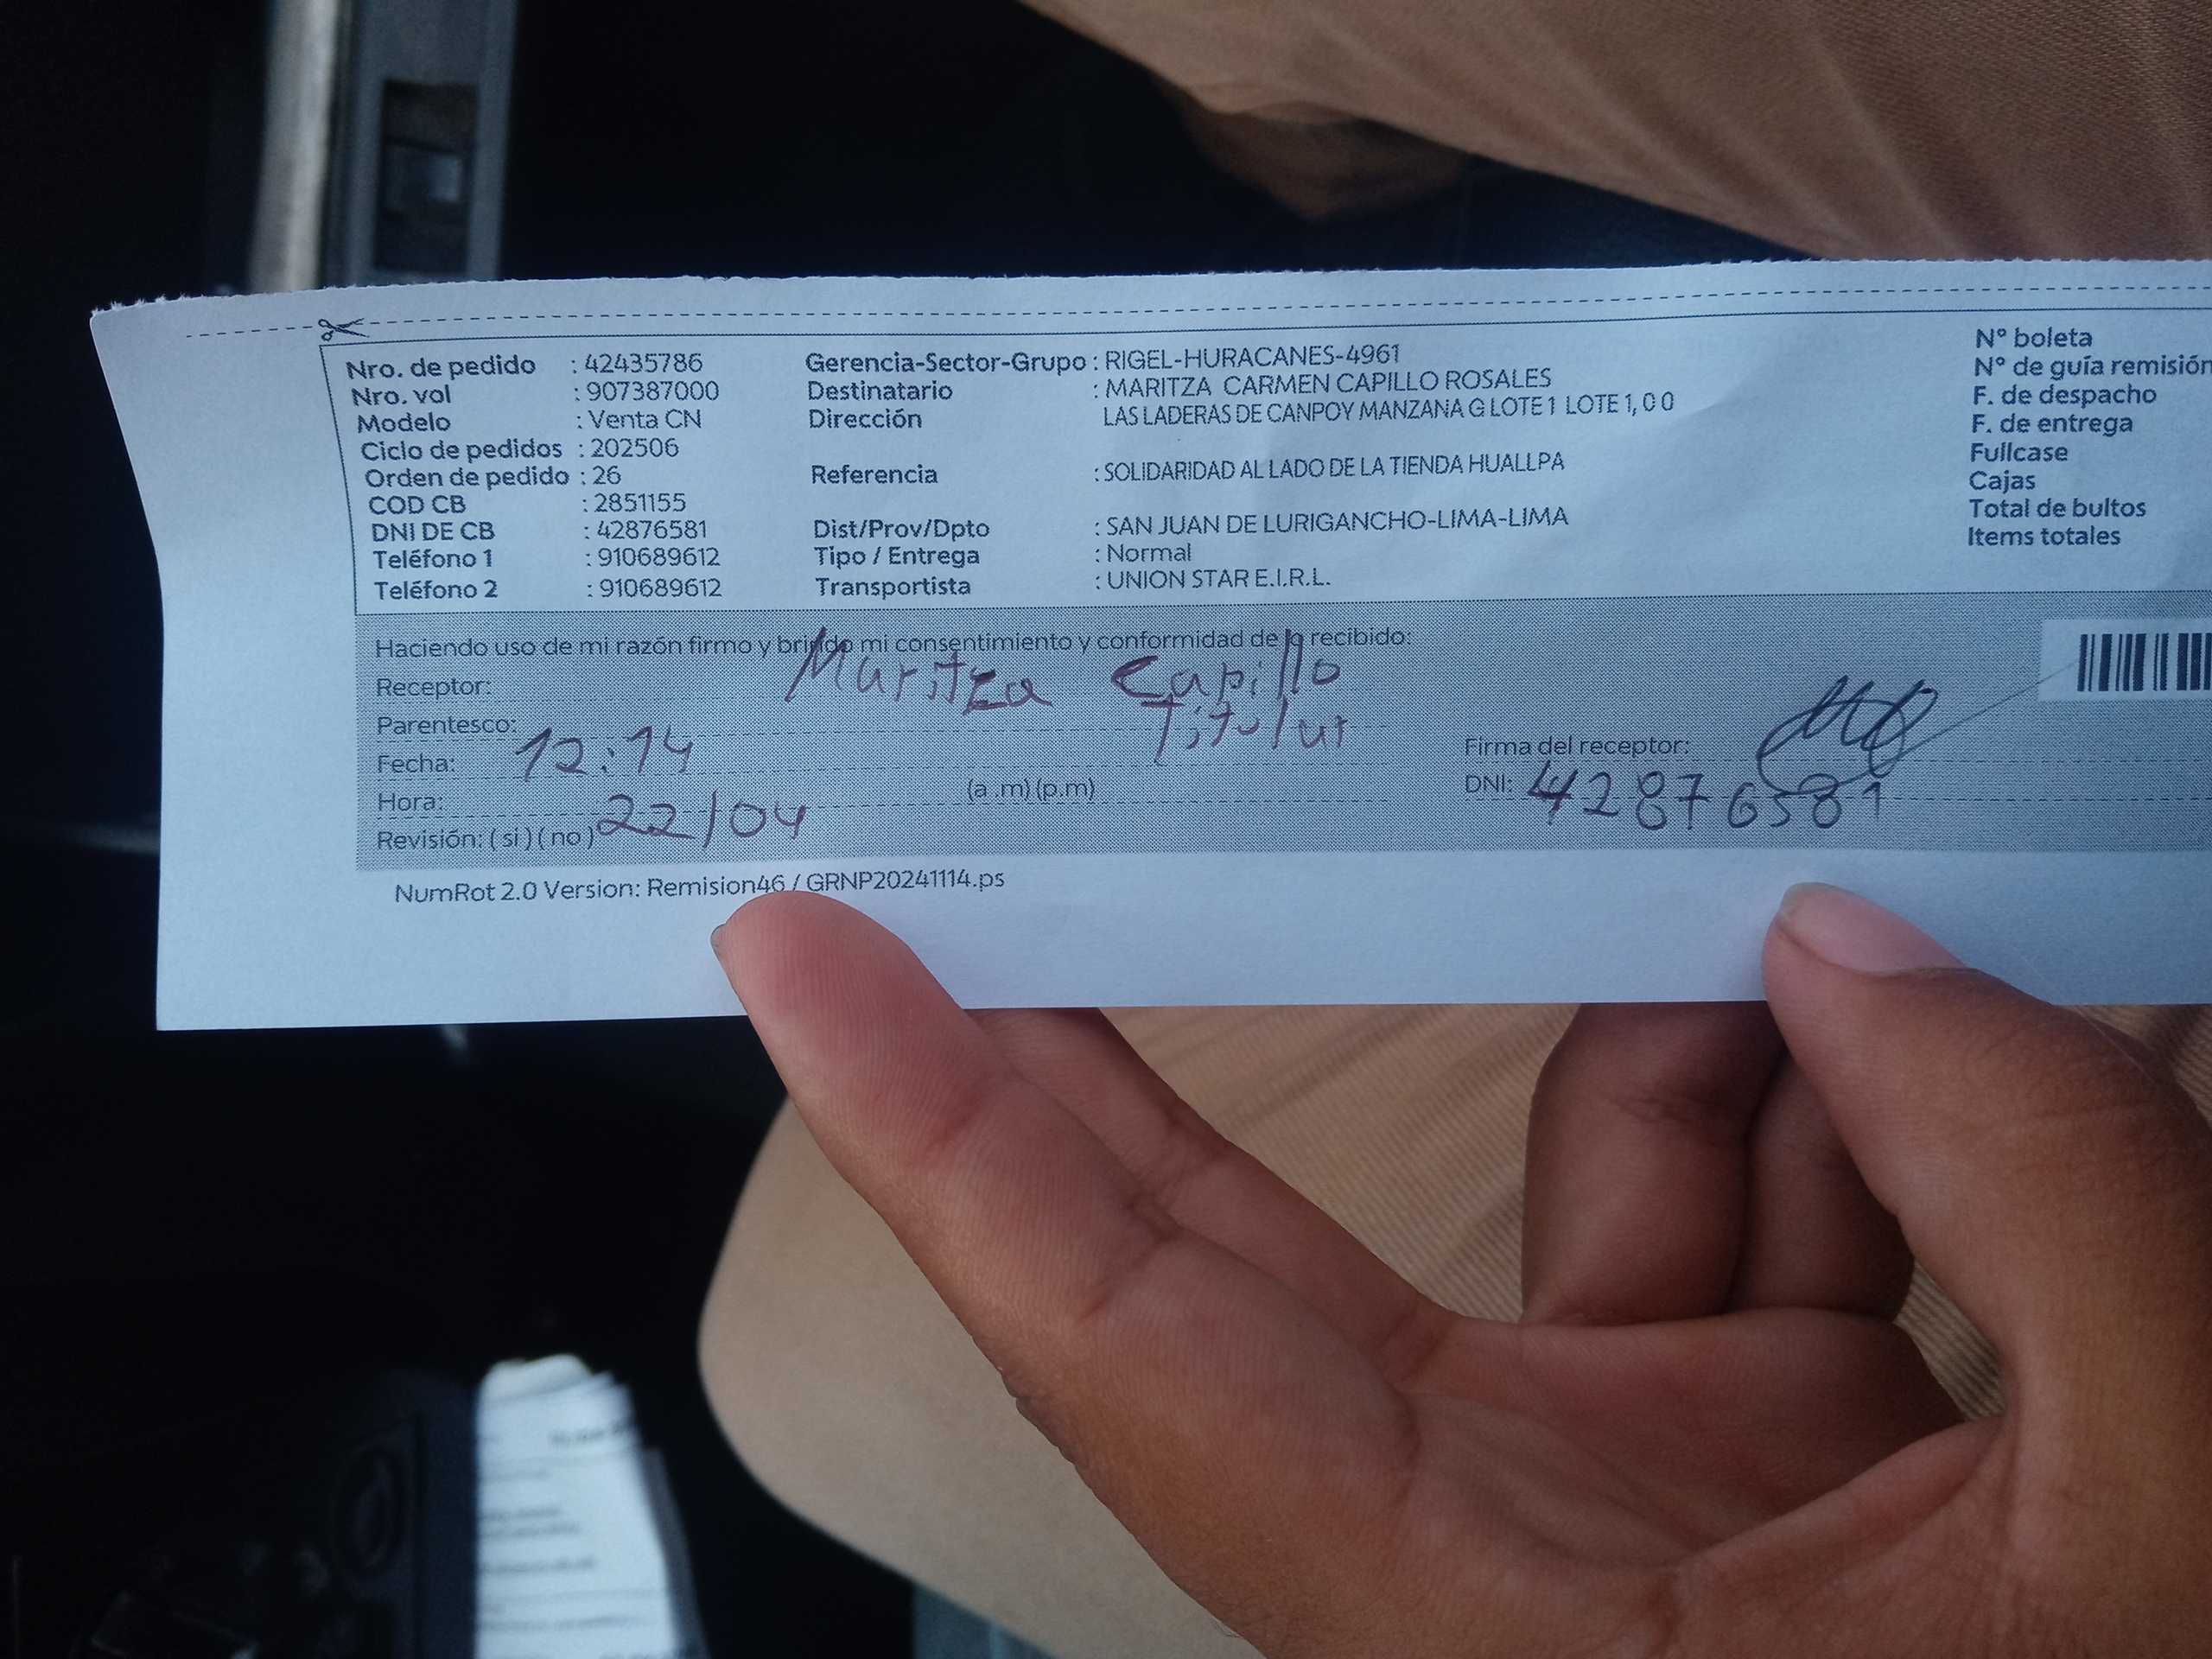 Nro. de pedido : 42435786
Nro. vol : 907387000
Modelo : Venta CN
Ciclo de pedidos : 202506
Orden de pedido : 26
COD CB : 2851155
DNI DE CB : 42876581
Teléfono 1 : 910689612
Teléfono 2 : 910689612
Gerencia-Sector-Grupo : RIGEL-HURACANES-4961
Destinatario : MARITZA CARMEN CAPILLO ROSALES
Dirección LAS LADERAS DE CANPOY MANZANA G LOTE 1 LOTE 1, 0 0
Referencia : SOLIDARIDAD AL LADO DE LA TIENDA HUALLPA
Dist/Prov/Dpto : SAN JUAN DE LURIGANCHO-LIMA-LIMA
Tipo / Entrega : Normal
Transportista : UNION STAR E.I.R.L.
N° boleta
N° de guía remisión
F. de despacho
F. de entrega
Fullcase
Cajas
Total de bultos
Items totales
Haciendo uso de mi razón firmo y brindo mi consentimiento y conformidad de lo recibido:
Receptor: Maritza Capillo
Parentesco: Titular
Fecha: 12:14
Hora: (a .m) (p.m)
Revisión: ( si ) ( no ) 22/04
Firma del receptor:
DNI: 42876581
NumRot 2.0 Version: Remision46 / GRNP20241114.ps